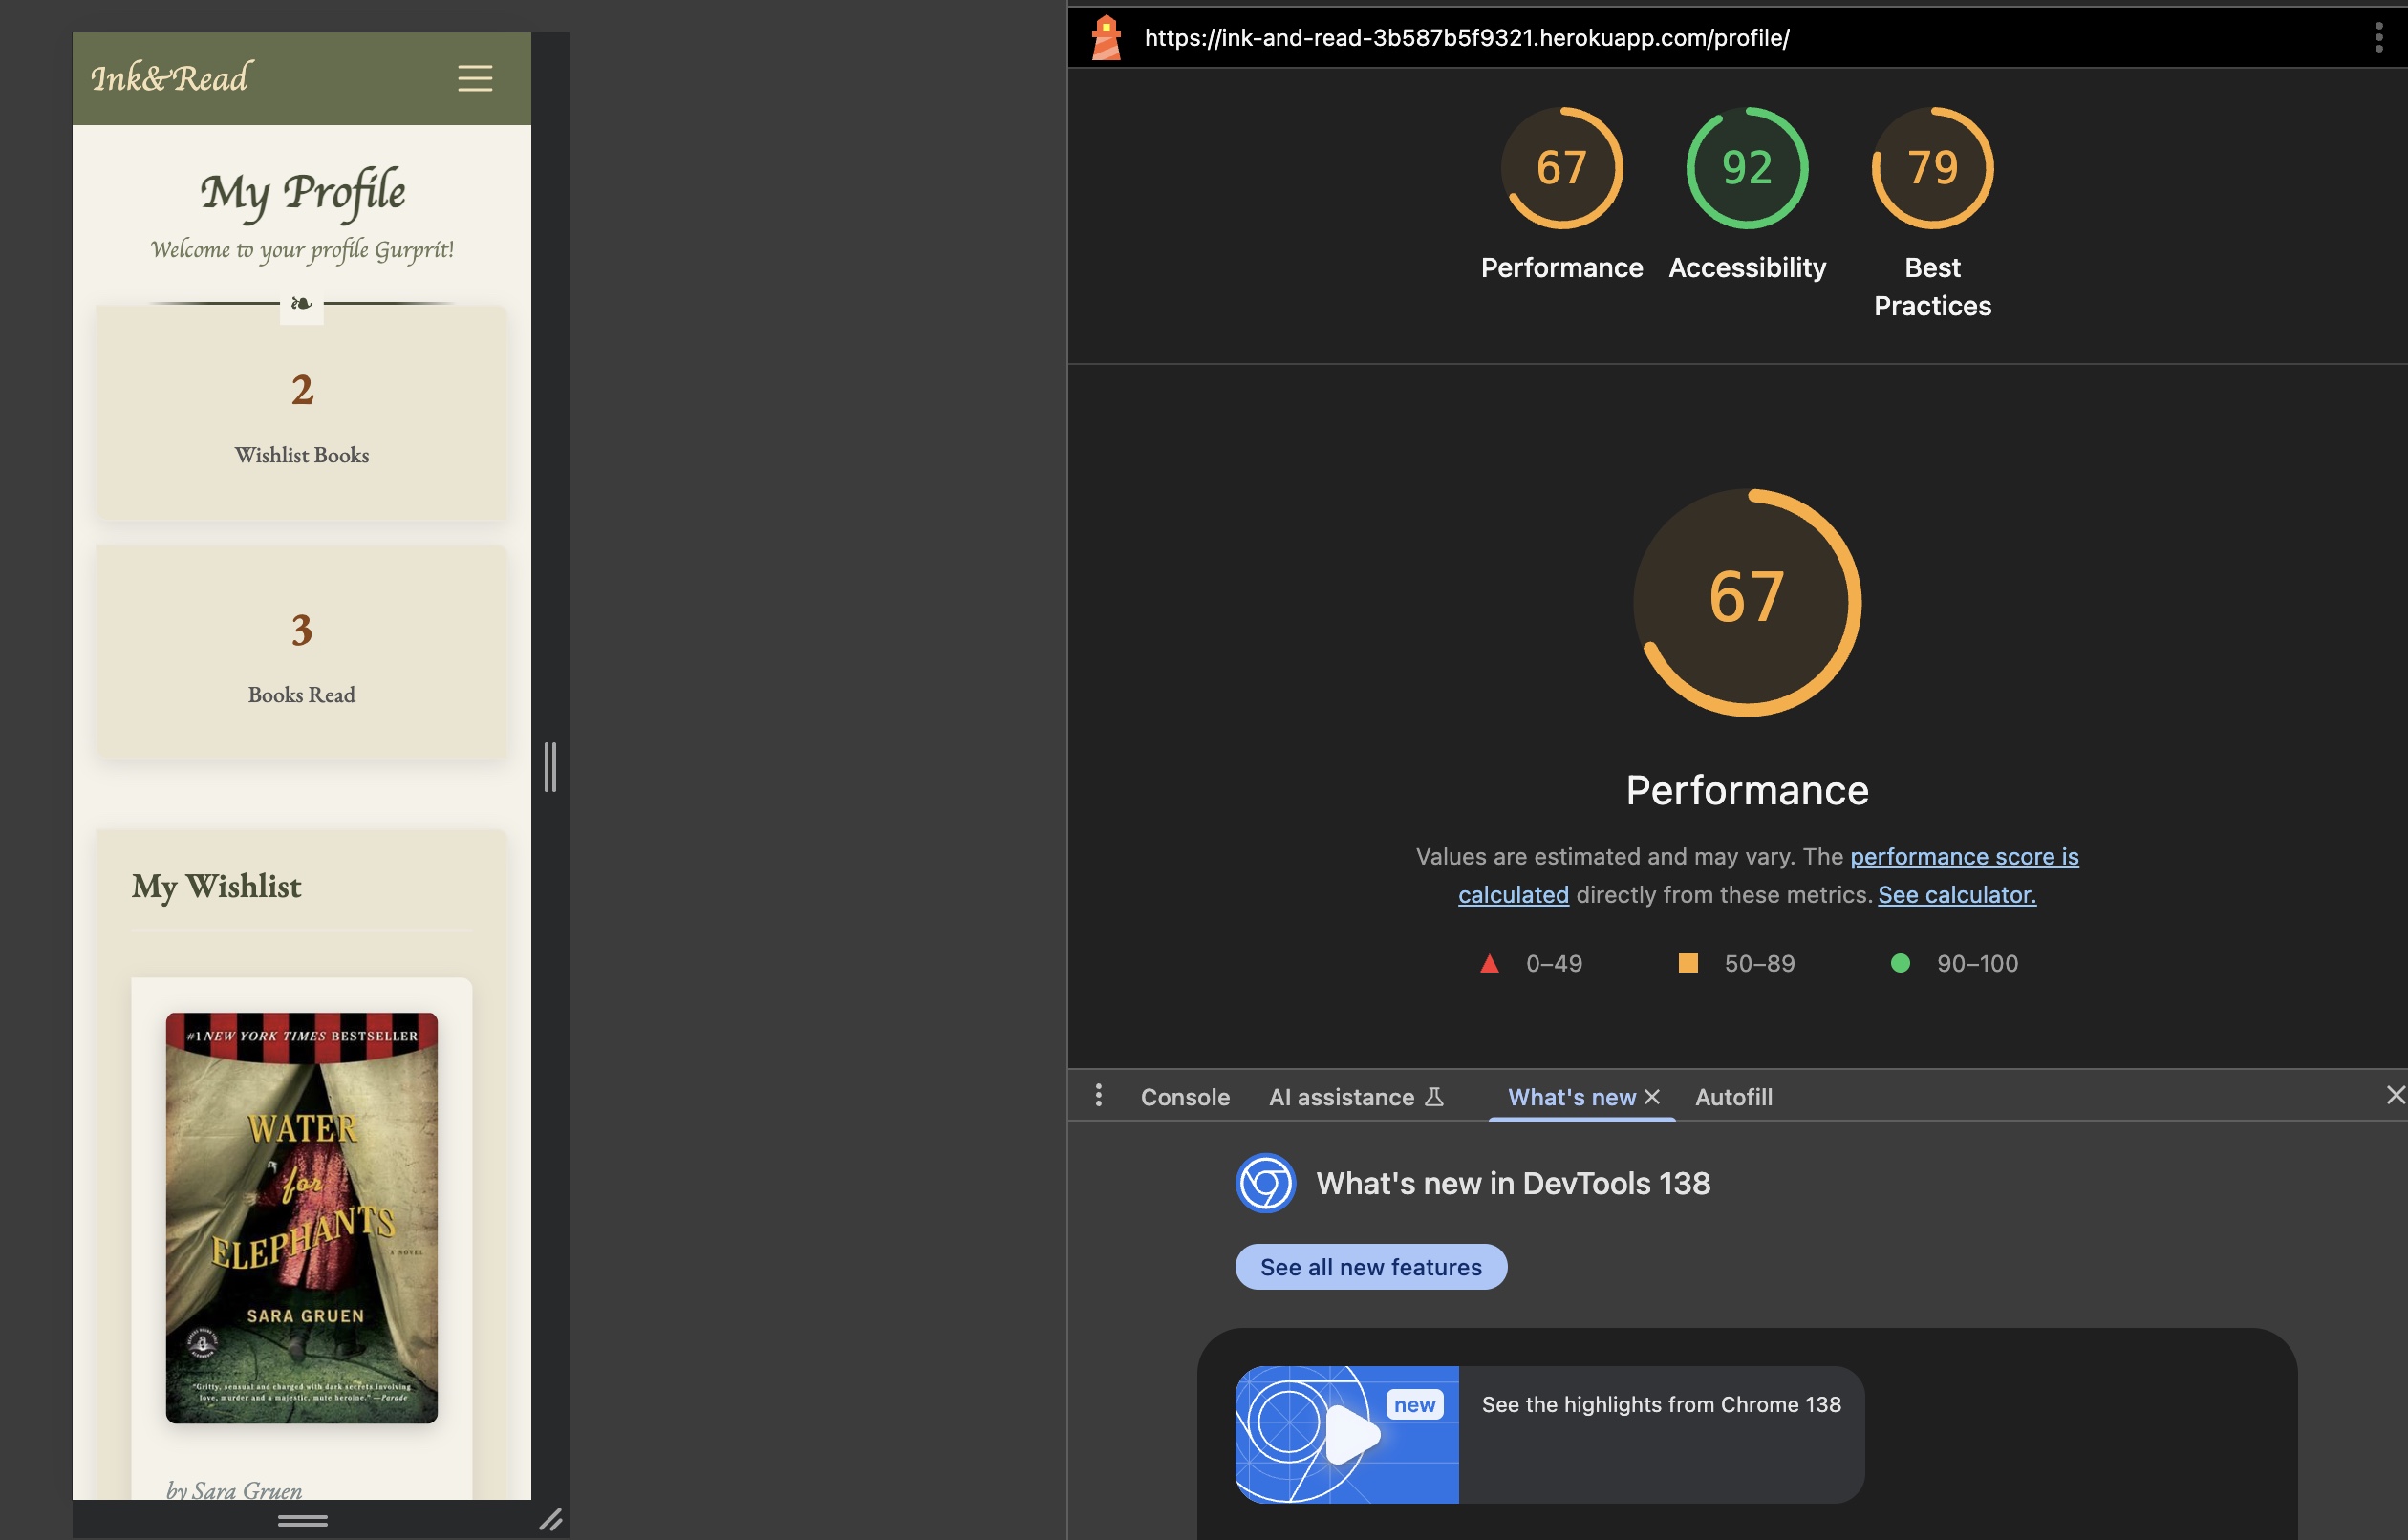 Ink&Read
My Profile
Welcome to your profile Gurprit!
2
Wishlist Books
3
Books Read
My Wishlist
#1 NEW YORK TIMES BESTSELLER
WATER
for
ELEPHANTS
A NOVEL
SARA GRUEN
"Gritty, sensual and charged with dark secrets involving
love, murder and a majestic, mute heroine." —Parade
by Sara Gruen
https://ink-and-read-3b587b5f9321.herokuapp.com/profile/
67
92
79
Performance
Accessibility
Best
Practices
67
Performance
Values are estimated and may vary. The performance score is
calculated directly from these metrics. See calculator.
0–49
50–89
90–100
Console
AI assistance
What's new
Autofill
What's new in DevTools 138
See all new features
new
See the highlights from Chrome 138